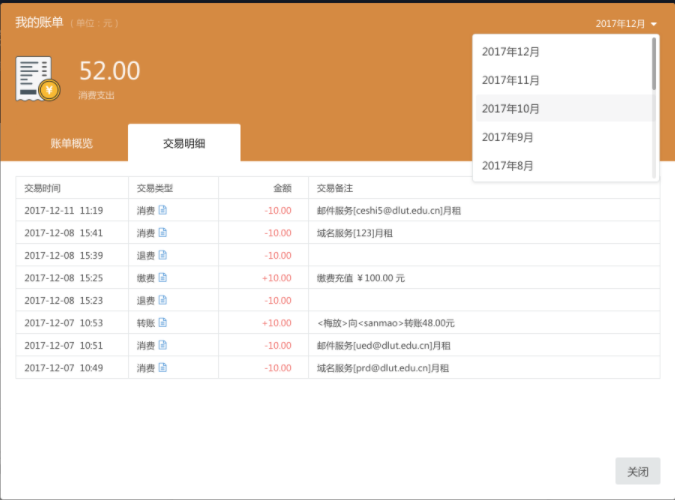 我的账单 （ 单位：元 ） 2017年12月
52.00
消费支出
2017年12月
2017年11月
2017年10月
2017年9月
2017年8月
账单概览 交易明细
交易时间 交易类型 金额 交易备注
2017-12-11 11:19 消费 -10.00 邮件服务[ceshi5@dlut.edu.cn]月租
2017-12-08 15:41 消费 -10.00 域名服务[123]月租
2017-12-08 15:39 退费 -10.00
2017-12-08 15:25 缴费 +10.00 缴费充值 ￥100.00 元
2017-12-08 15:23 退费 -10.00
2017-12-07 10:53 转账 +10.00 <梅放>向<sanmao>转账48.00元
2017-12-07 10:51 消费 -10.00 邮件服务[ued@dlut.edu.cn]月租
2017-12-07 10:49 消费 -10.00 域名服务[prd@dlut.edu.cn]月租
关闭